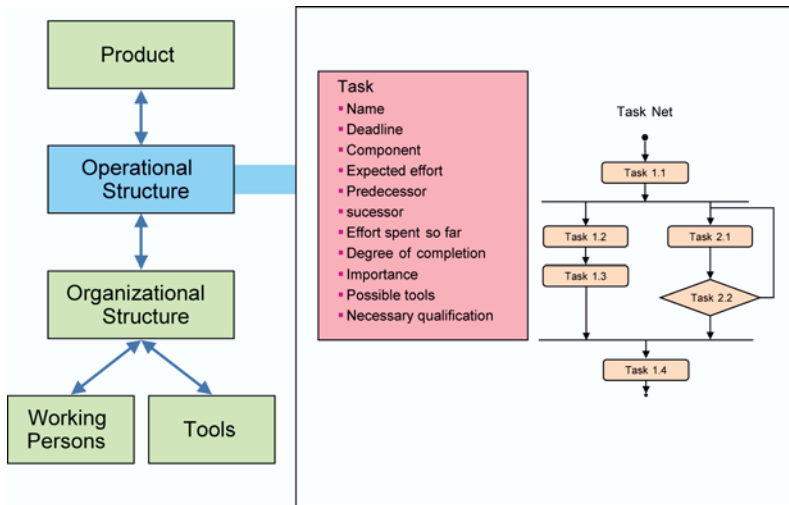 Product
Operational
Structure
Organizational
Structure
Working
Persons
Tools
Task
▪ Name
▪ Deadline
▪ Component
▪ Expected effort
▪ Predecessor
▪ sucessor
▪ Effort spent so far
▪ Degree of completion
▪ Importance
▪ Possible tools
▪ Necessary qualification
Task Net
Task 1.1
Task 1.2
Task 2.1
Task 1.3
Task 2.2
Task 1.4